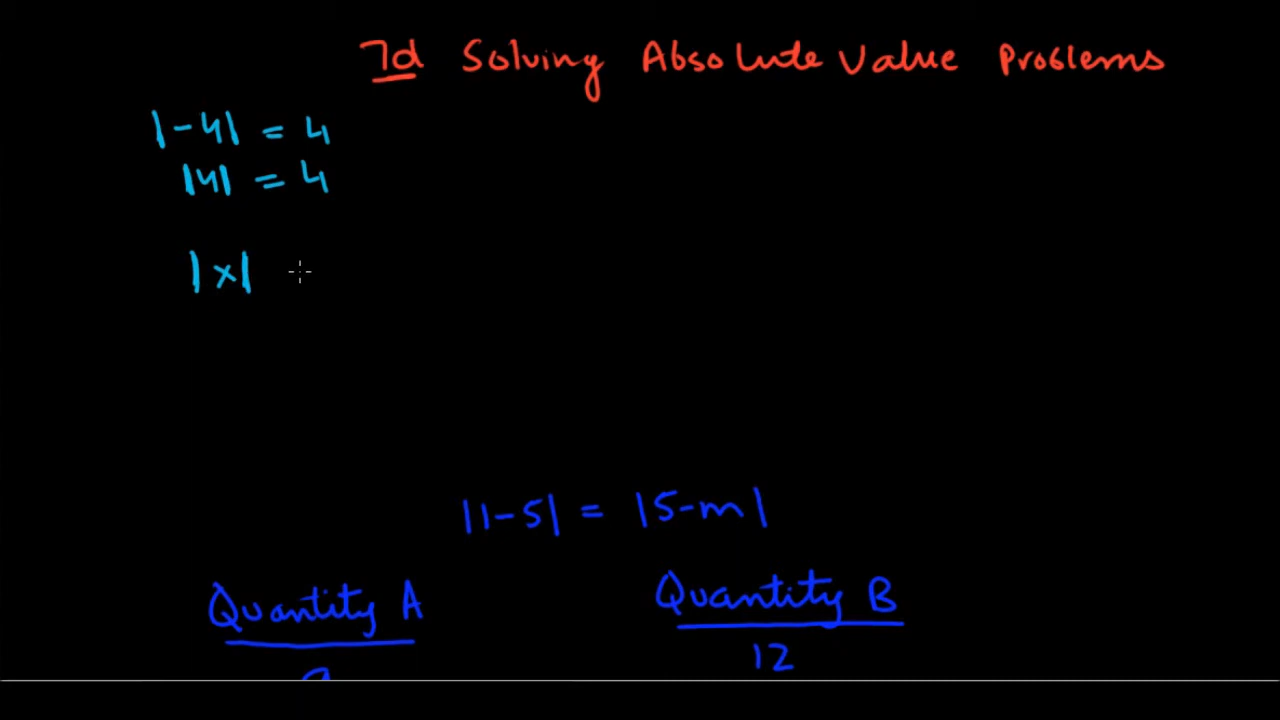 7d Solving Absolute Value Problems
|-4| = 4
|4| = 4
|x|
|1-5| = |5-m|
Quantity A Quantity B
12